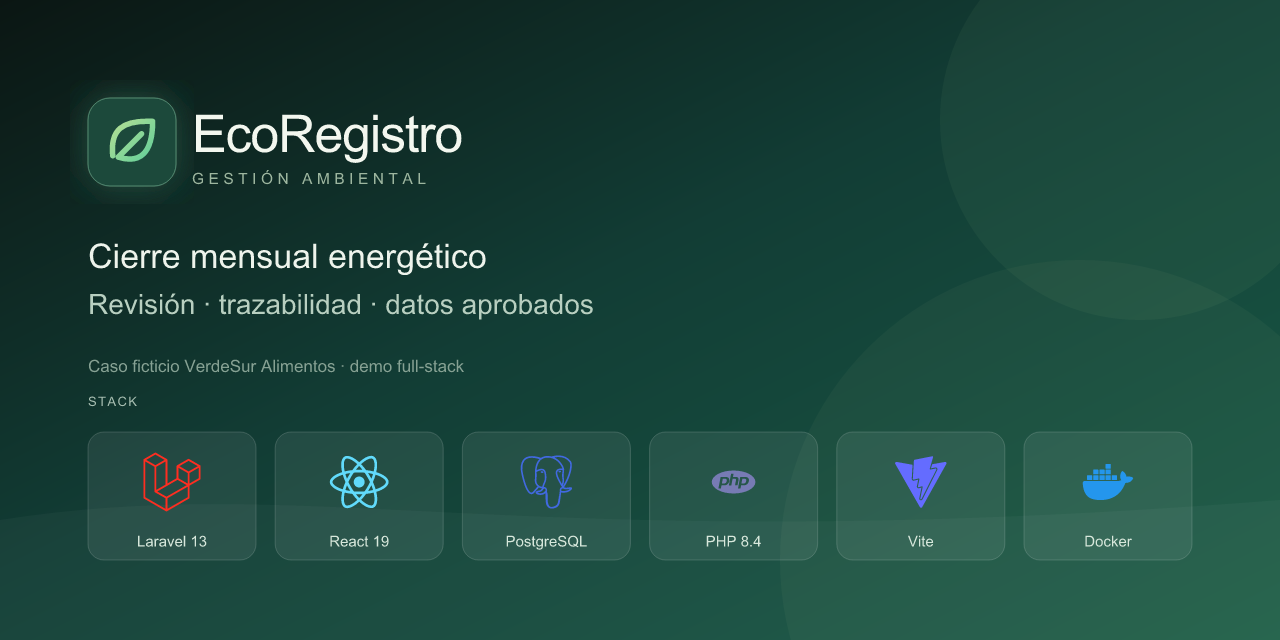 EcoRegistro
GESTIÓN AMBIENTAL
Cierre mensual energético
Revisión · trazabilidad · datos aprobados
Caso ficticio VerdeSur Alimentos · demo full-stack
STACK
php
Laravel 13
React 19
PostgreSQL
PHP 8.4
Vite
Docker